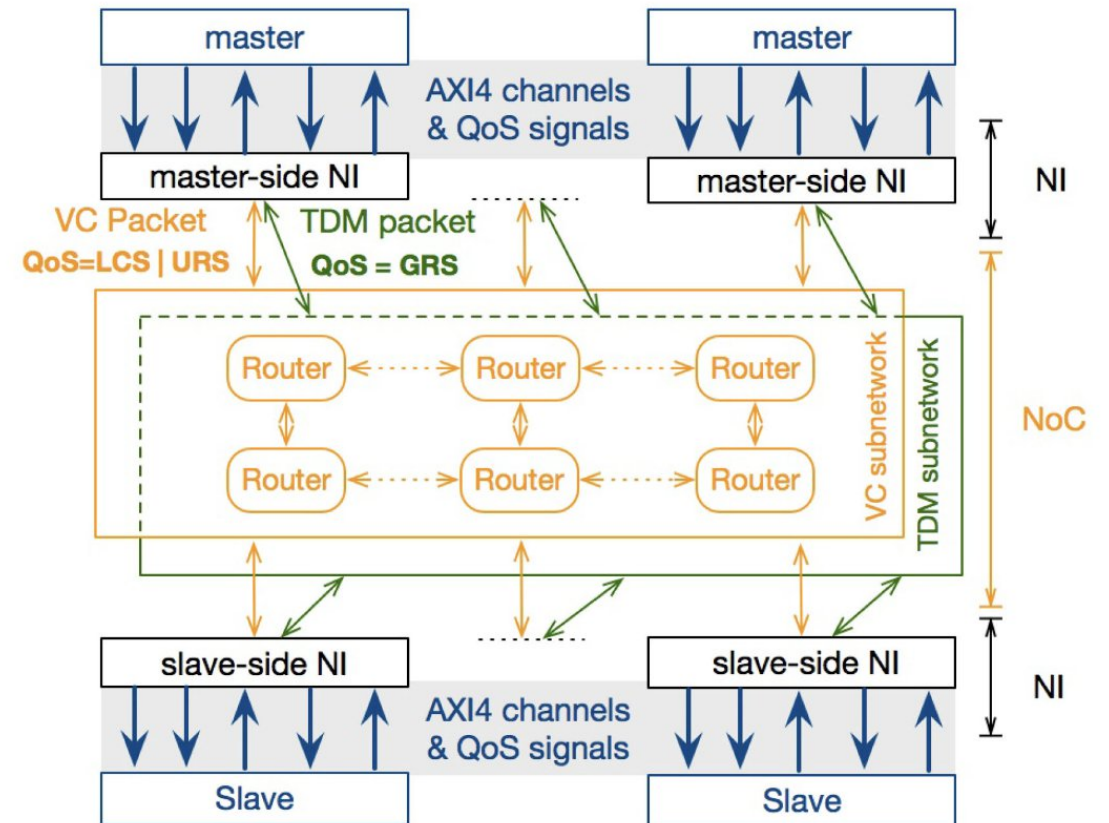 master
master
AXI4 channels
& QoS signals
master-side NI
master-side NI
NI
VC Packet
TDM packet
QoS=LCS | URS
QoS = GRS
Router
Router
Router
VC subnetwork
TDM subnetwork
NoC
Router
Router
Router
slave-side NI
slave-side NI
NI
AXI4 channels
& QoS signals
Slave
Slave